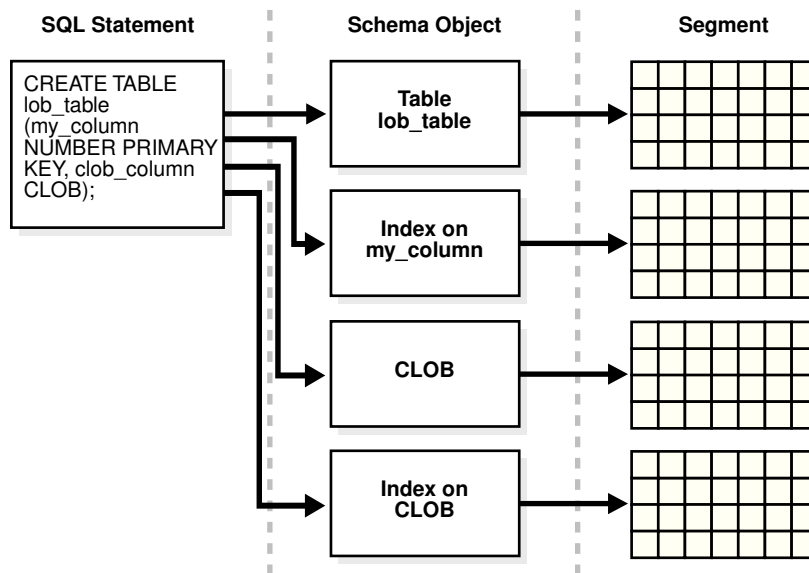 SQL Statement
Schema Object
Segment
CREATE TABLE
lob_table
(my_column
NUMBER PRIMARY
KEY, clob_column
CLOB);
Table
lob_table
Index on
my_column
CLOB
Index on
CLOB